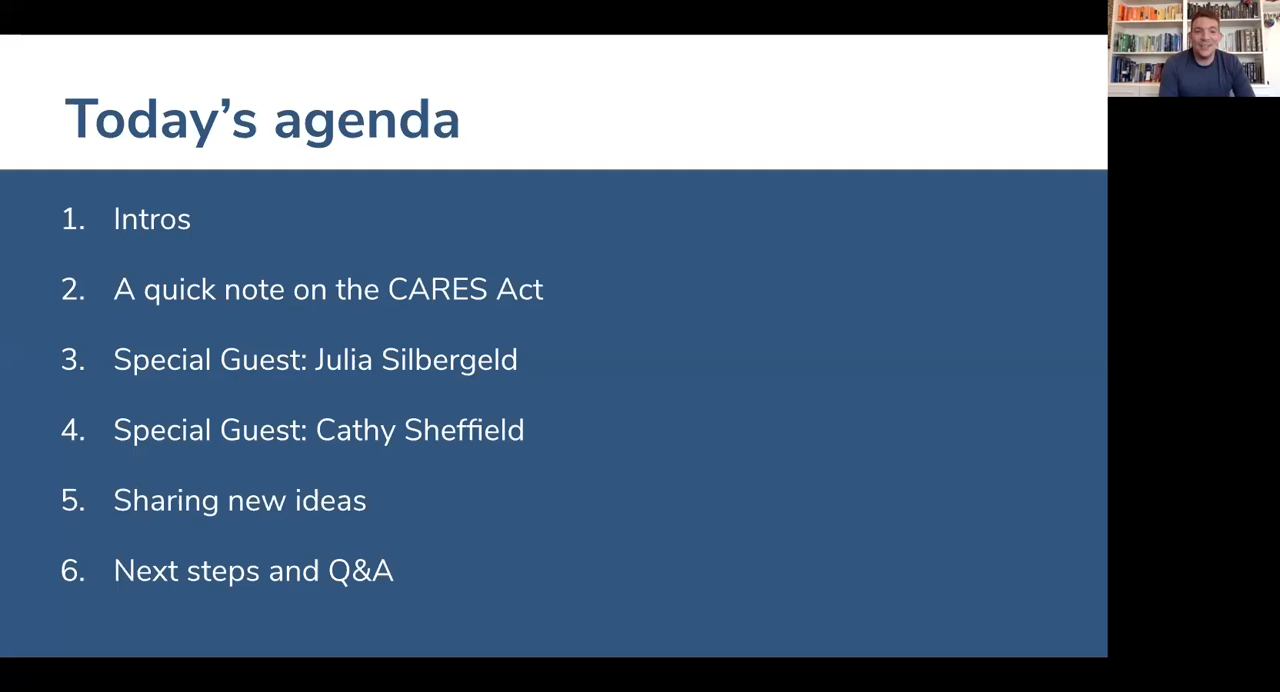 Today’s agenda
1. Intros
2. A quick note on the CARES Act
3. Special Guest: Julia Silbergeld
4. Special Guest: Cathy Sheffield
5. Sharing new ideas
6. Next steps and Q&A